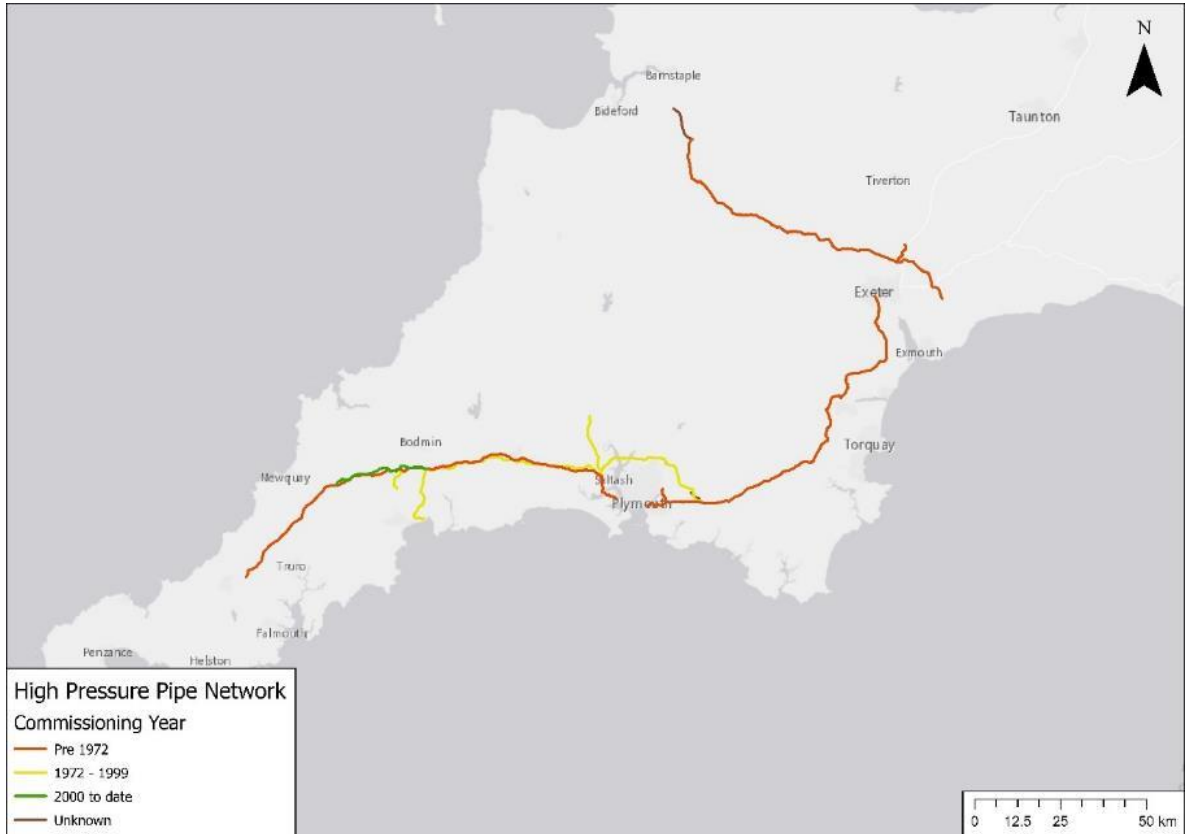 N
Barnstaple
Bideford
Taunton
Tiverton
Exeter
Exmouth
Torquay
Bodmin
Newquay
Saltash
Plymouth
Truro
Falmouth
Penzance
Helston
High Pressure Pipe Network
Commissioning Year
Pre 1972
1972 - 1999
2000 to date
Unknown
0 12.5 25 50 km